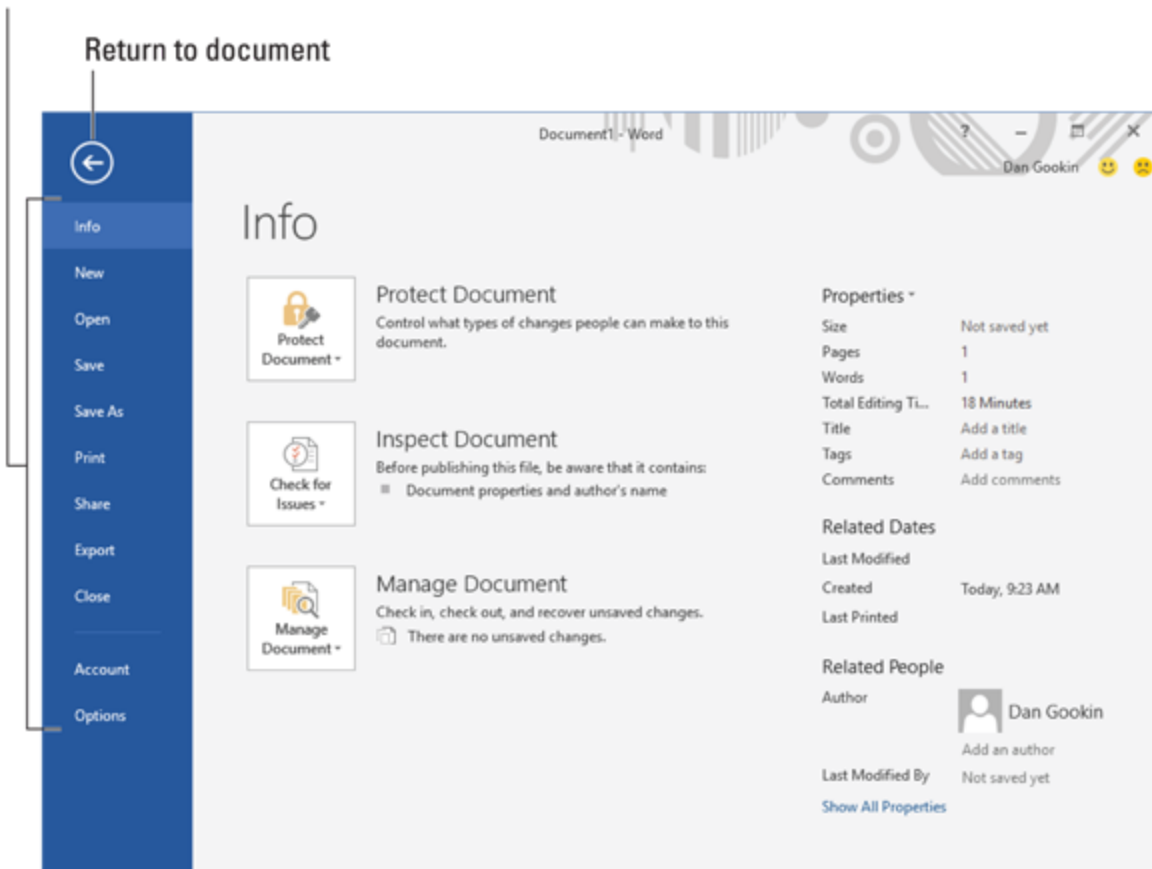 Return to document
Document1 - Word
?
Dan Gookin
Info
New
Open
Save
Save As
Print
Share
Export
Close
Account
Options
Info
Protect
Document
Protect Document
Control what types of changes people can make to this
document.
Check for
Issues
Inspect Document
Before publishing this file, be aware that it contains:
Document properties and author's name
Manage
Document
Manage Document
Check in, check out, and recover unsaved changes.
There are no unsaved changes.
Properties
Size Not saved yet
Pages 1
Words 1
Total Editing Ti... 18 Minutes
Title Add a title
Tags Add a tag
Comments Add comments
Related Dates
Last Modified
Created Today, 9:23 AM
Last Printed
Related People
Author Dan Gookin
Add an author
Last Modified By Not saved yet
Show All Properties